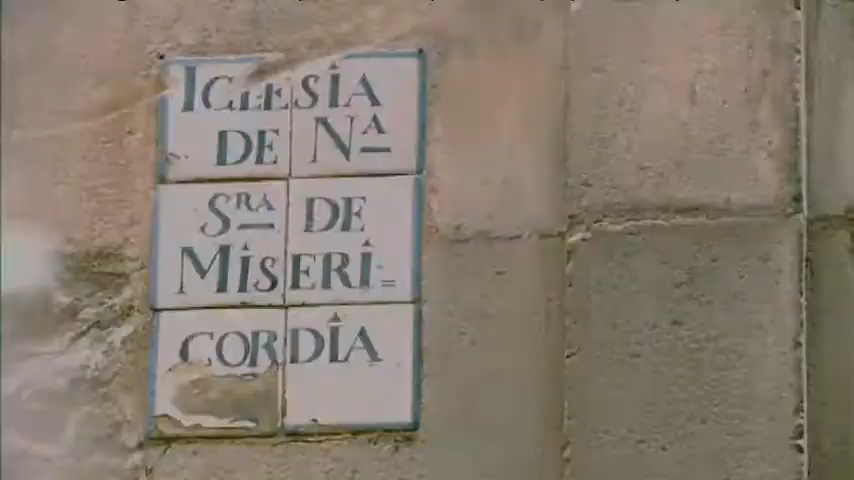 IGLESIA
DE Nᴬ
Sᴿᴬ DE
MISERI=
CORDIA